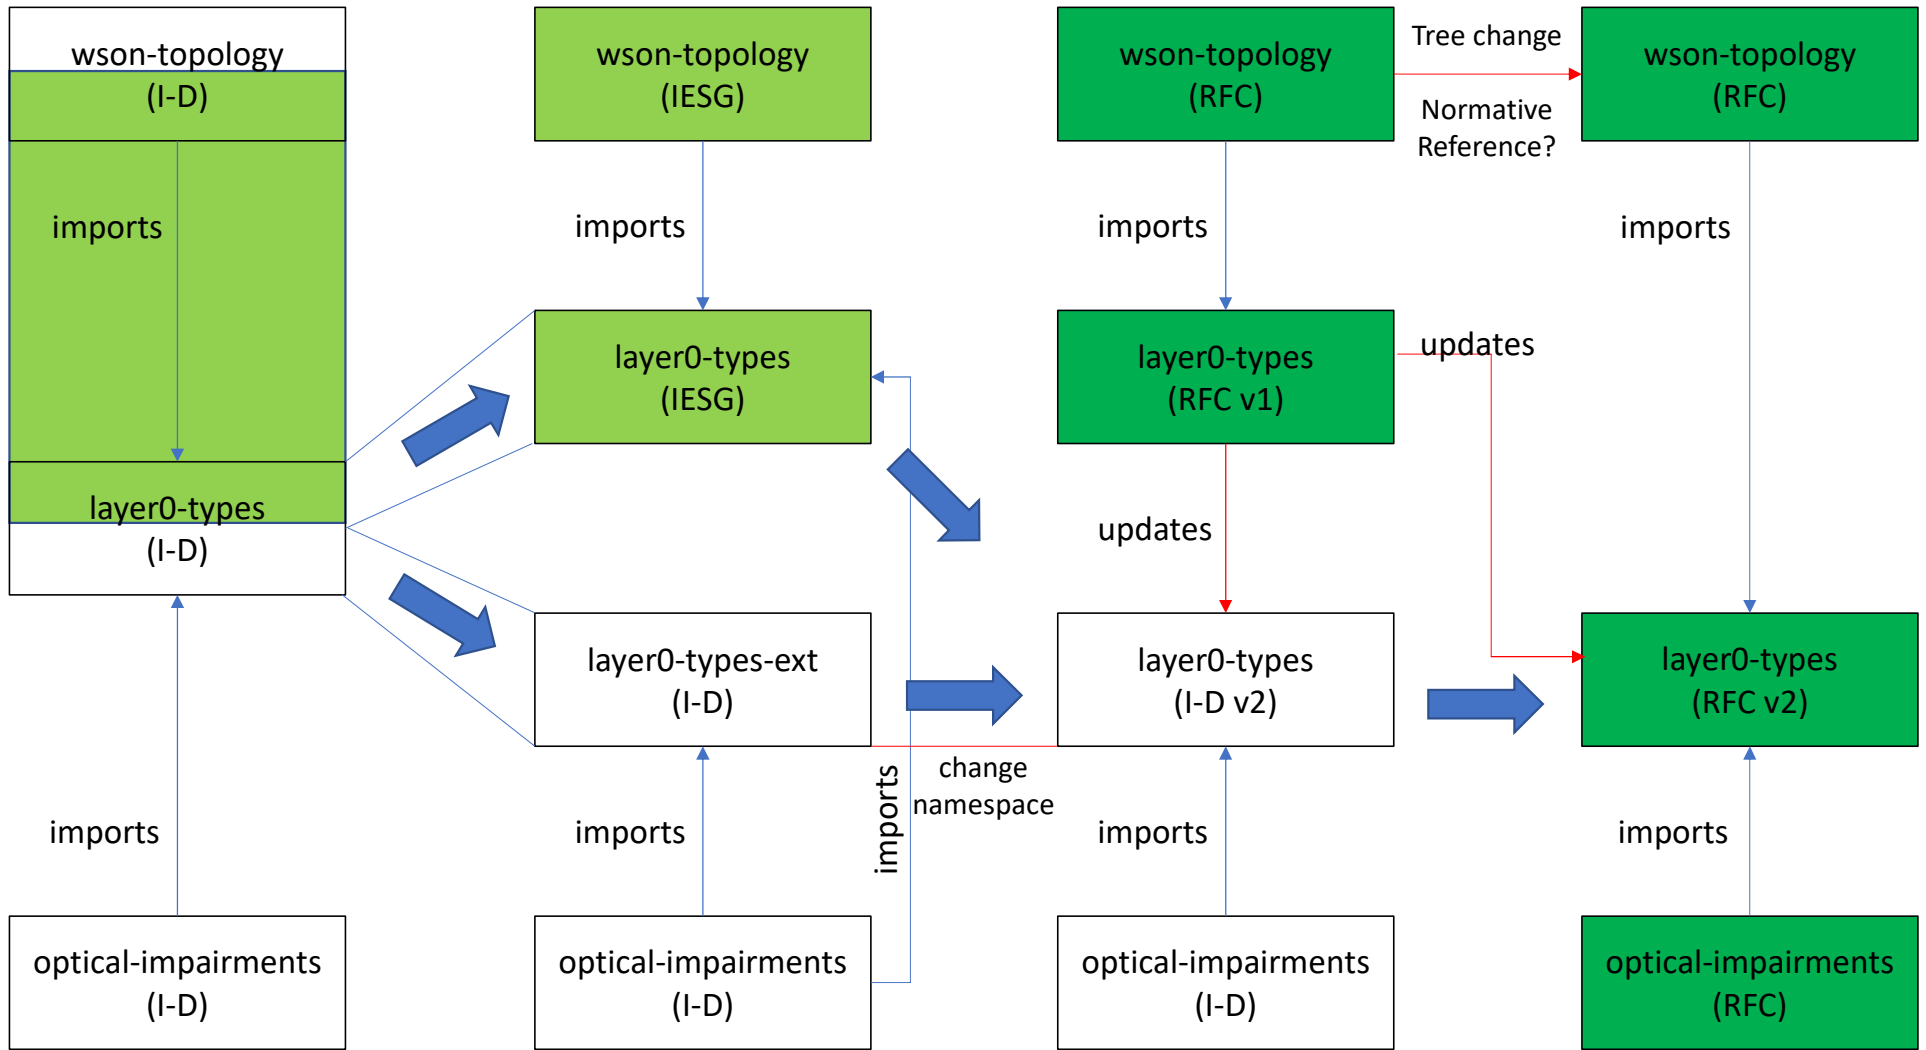 wson-topology
(I-D)
wson-topology
(IESG)
wson-topology
(RFC)
Tree change
Normative
Reference?
wson-topology
(RFC)
imports
imports
imports
imports
layer0-types
(I-D)
layer0-types
(IESG)
layer0-types
(RFC v1)
updates
updates
layer0-types-ext
(I-D)
layer0-types
(I-D v2)
layer0-types
(RFC v2)
change
namespace
imports
imports
imports
imports
imports
optical-impairments
(I-D)
optical-impairments
(I-D)
optical-impairments
(I-D)
optical-impairments
(RFC)